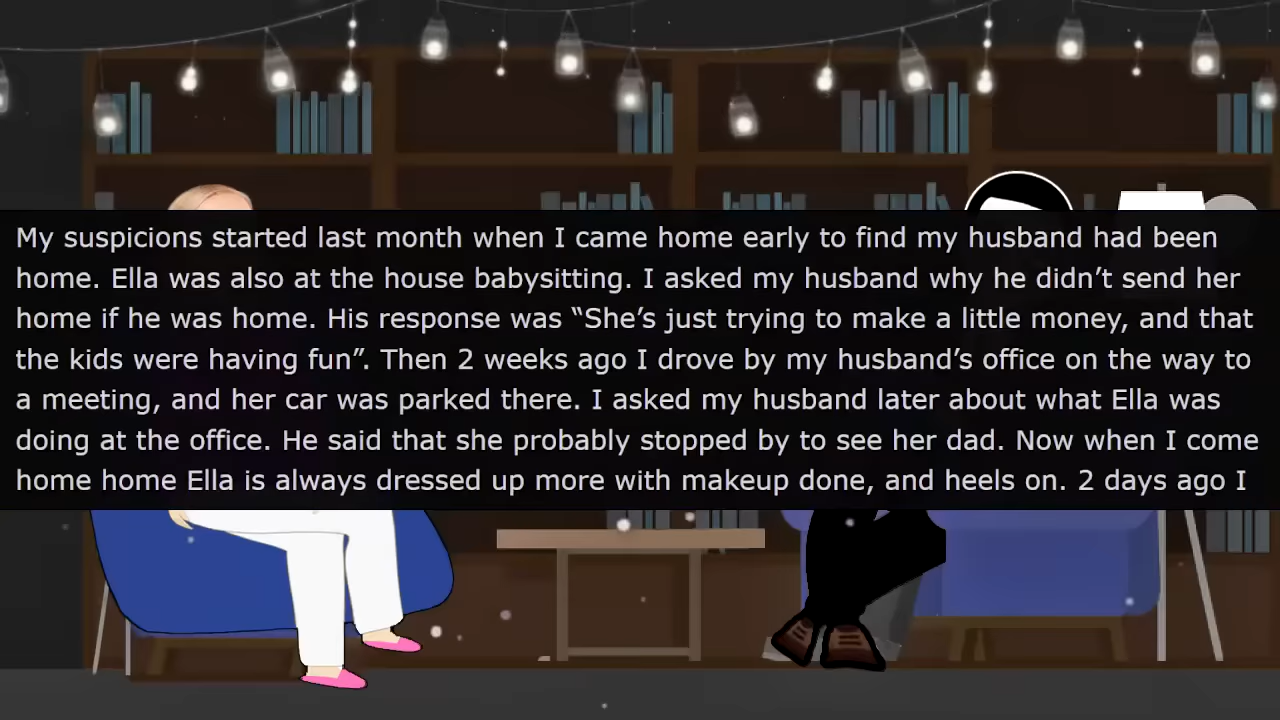 My suspicions started last month when I came home early to find my husband had been
home. Ella was also at the house babysitting. I asked my husband why he didn’t send her
home if he was home. His response was “She’s just trying to make a little money, and that
the kids were having fun”. Then 2 weeks ago I drove by my husband’s office on the way to
a meeting, and her car was parked there. I asked my husband later about what Ella was
doing at the office. He said that she probably stopped by to see her dad. Now when I come
home home Ella is always dressed up more with makeup done, and heels on. 2 days ago I